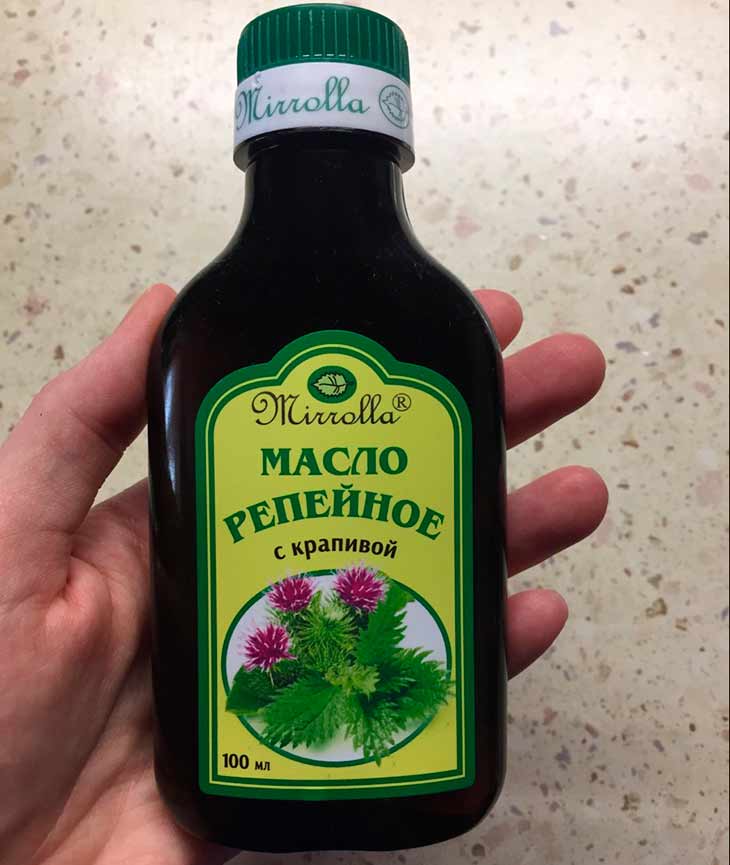 Mirrolla
Mirrolla®
МАСЛО
РЕПЕЙНОЕ
с крапивой
100 мл